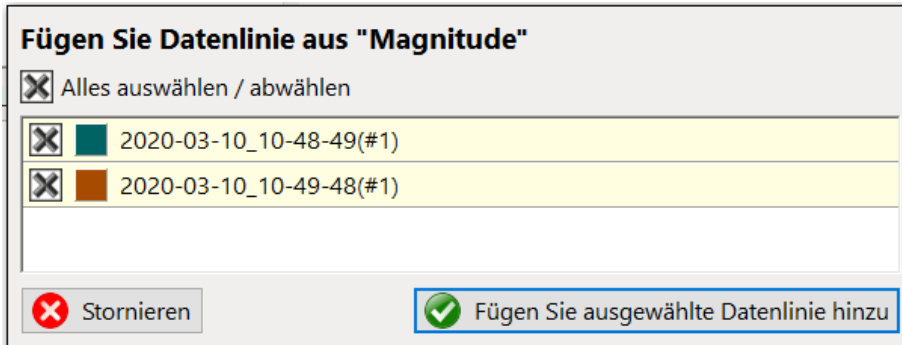 Fügen Sie Datenlinie aus "Magnitude"
Alles auswählen / abwählen
2020-03-10_10-48-49(#1)
2020-03-10_10-49-48(#1)
Stornieren
Fügen Sie ausgewählte Datenlinie hinzu